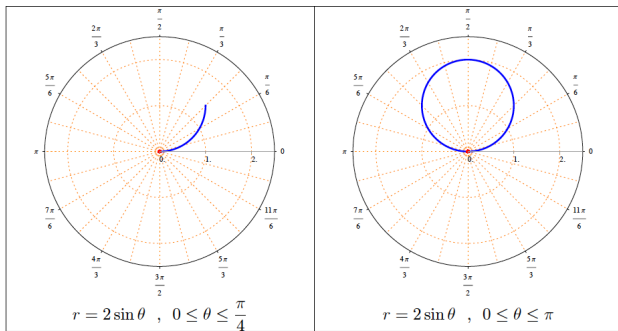 π/2
2π/3
π/3
5π/6
π/6
π
0
0.
1.
2.
7π/6
11π/6
4π/3
5π/3
3π/2
r = 2 sin θ , 0 ≤ θ ≤ π/4
π/2
2π/3
π/3
5π/6
π/6
π
0
0.
1.
2.
7π/6
11π/6
4π/3
5π/3
3π/2
r = 2 sin θ , 0 ≤ θ ≤ π